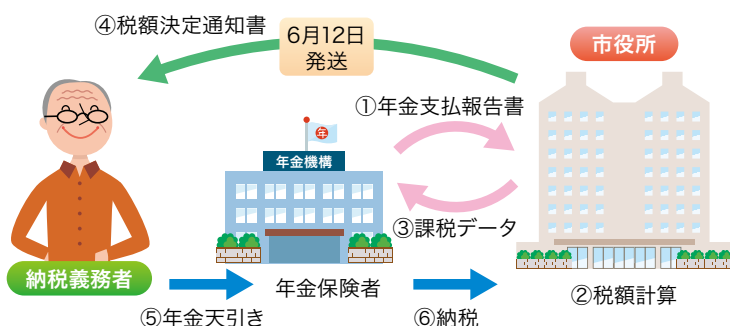 ④税額決定通知書
6月12日
発送
市役所
①年金支払報告書
年
年金機構
③課税データ
納税義務者
年金保険者
②税額計算
⑤年金天引き
⑥納税